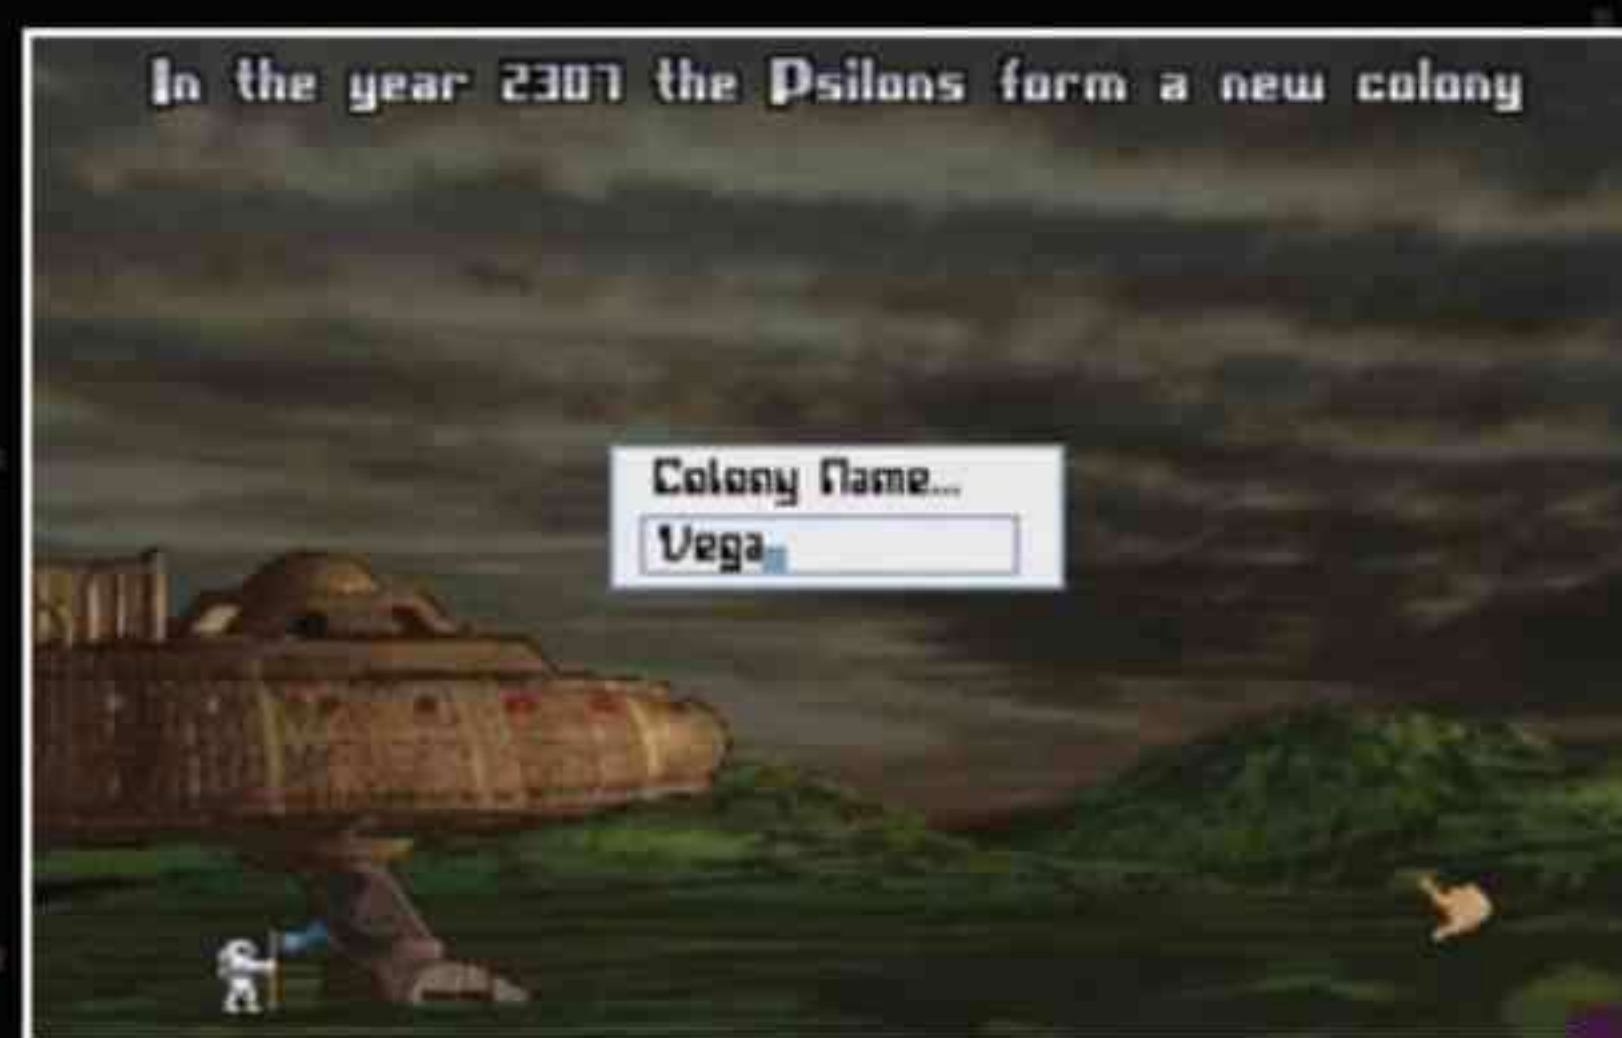 In the year 2307 the Psilons form a new colony
Colony Name...
Vega